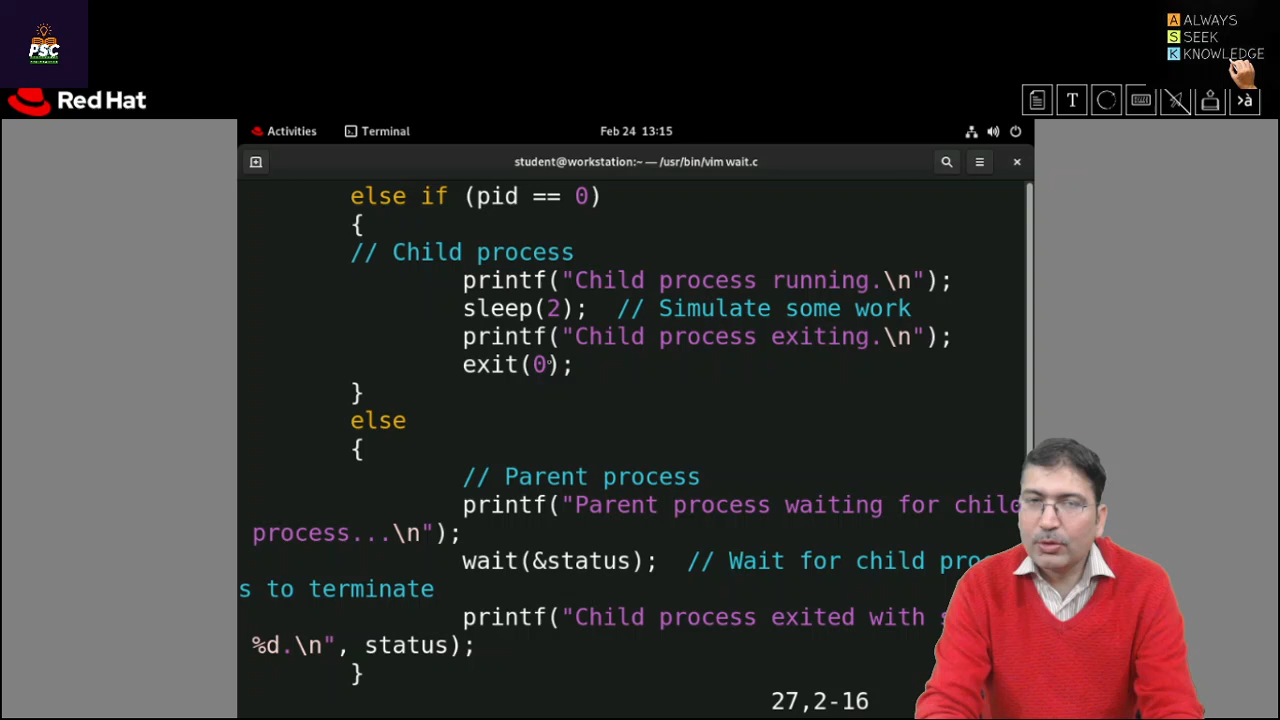 PSC
A ALWAYS
S SEEK
K KNOWLEDGE
Red Hat
T
>à
Activities
Terminal
Feb 24 13:15
student@workstation:~ — /usr/bin/vim wait.c
else if (pid == 0)
{
// Child process
printf("Child process running.\n");
sleep(2); // Simulate some work
printf("Child process exiting.\n");
exit(0);
}
else
{
// Parent process
printf("Parent process waiting for child
process...\n");
wait(&status); // Wait for child
s to terminate
printf("Child process exited with
%d.\n", status);
}
27,2-16